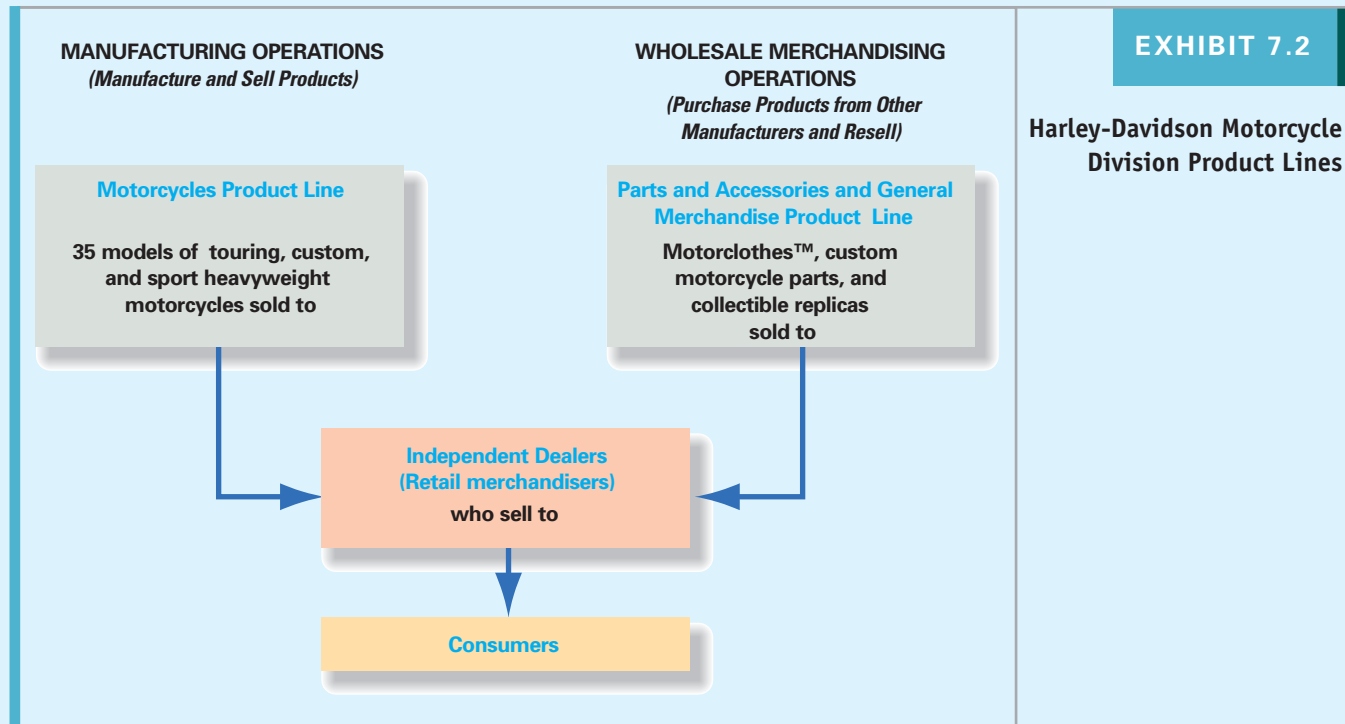 MANUFACTURING OPERATIONS
(Manufacture and Sell Products)
WHOLESALE MERCHANDISING
OPERATIONS
(Purchase Products from Other
Manufacturers and Resell)
EXHIBIT 7.2
Harley-Davidson Motorcycle
Division Product Lines
Motorcycles Product Line
35 models of touring, custom,
and sport heavyweight
motorcycles sold to
Parts and Accessories and General
Merchandise Product Line
Motorclothes™, custom
motorcycle parts, and
collectible replicas
sold to
Independent Dealers
(Retail merchandisers)
who sell to
Consumers